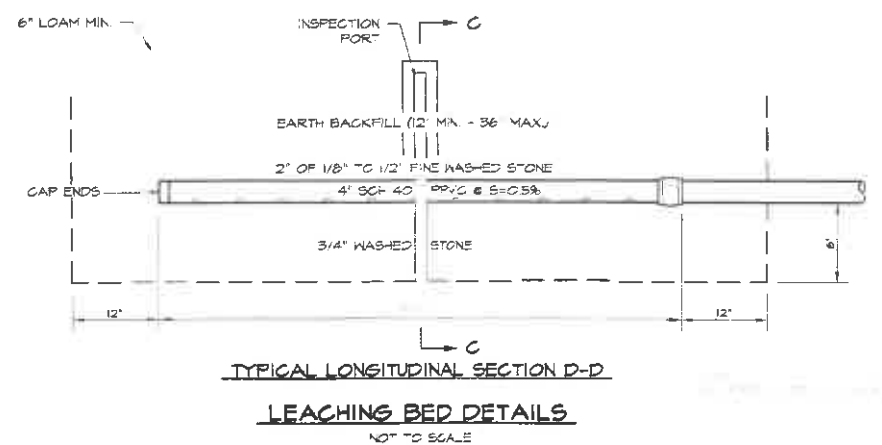 6" LOAM MIN.
INSPECTION
PORT
C
EARTH BACKFILL (12" MIN. - 36" MAX.)
2" OF 1/8" TO 1/2" FINE WASHED STONE
CAP ENDS
4" SCH 40 PPVC @ S=0.5%
3/4" WASHED STONE
6"
12"
12"
C
TYPICAL LONGITUDINAL SECTION D-D
LEACHING BED DETAILS
NOT TO SCALE